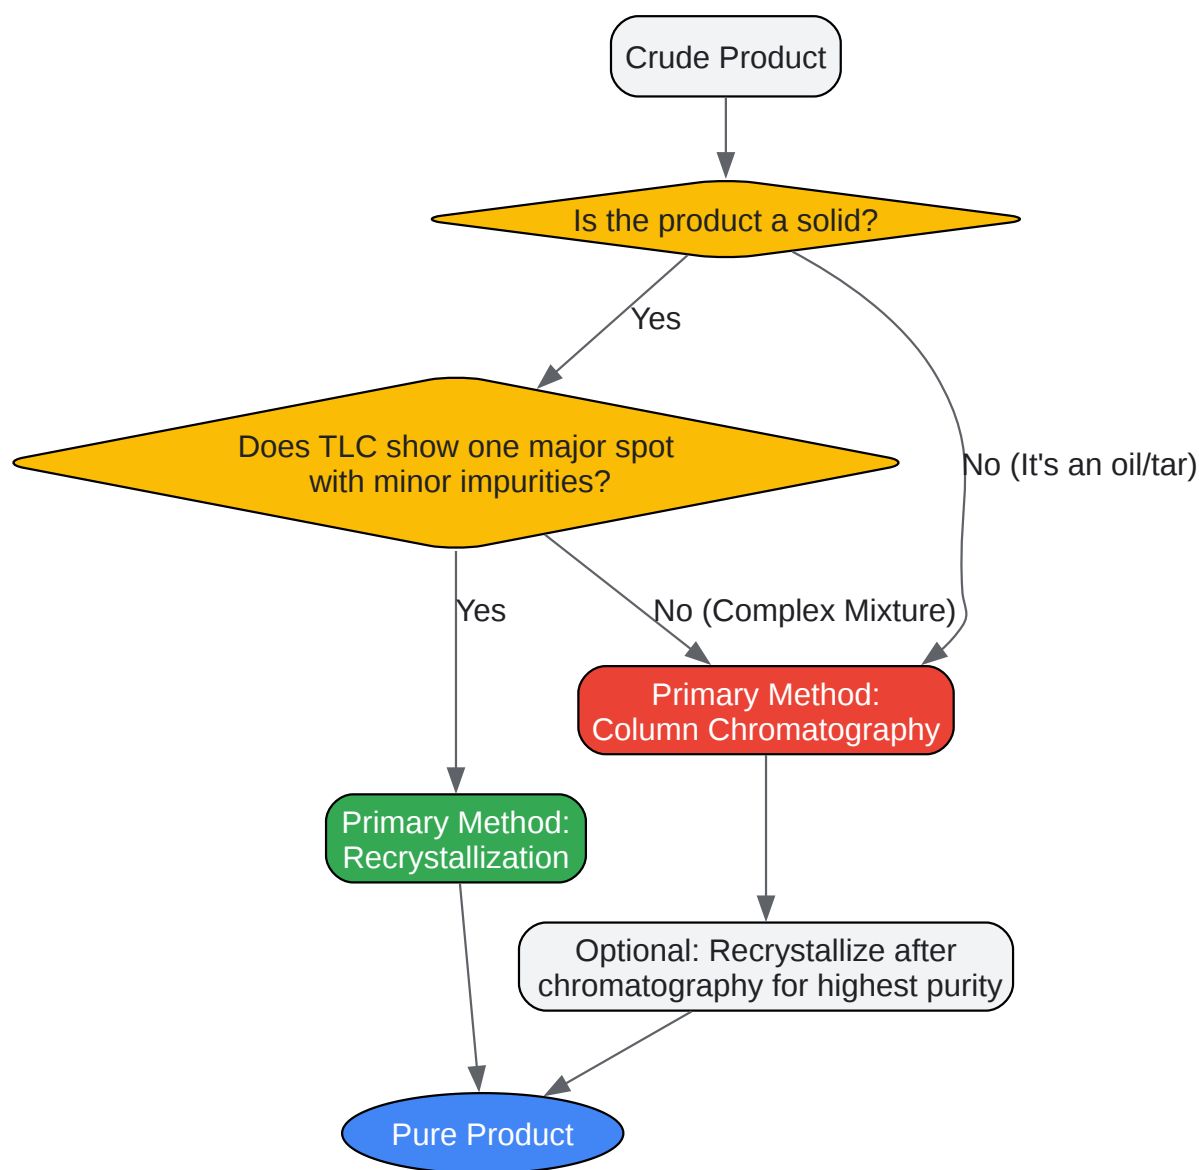 Crude Product
Is the product a solid?
Yes
Does TLC show one major spot
with minor impurities?
No (It's an oil/tar)
Yes
No (Complex Mixture)
Primary Method:
Column Chromatography
Primary Method:
Recrystallization
Optional: Recrystallize after
chromatography for highest purity
Pure Product